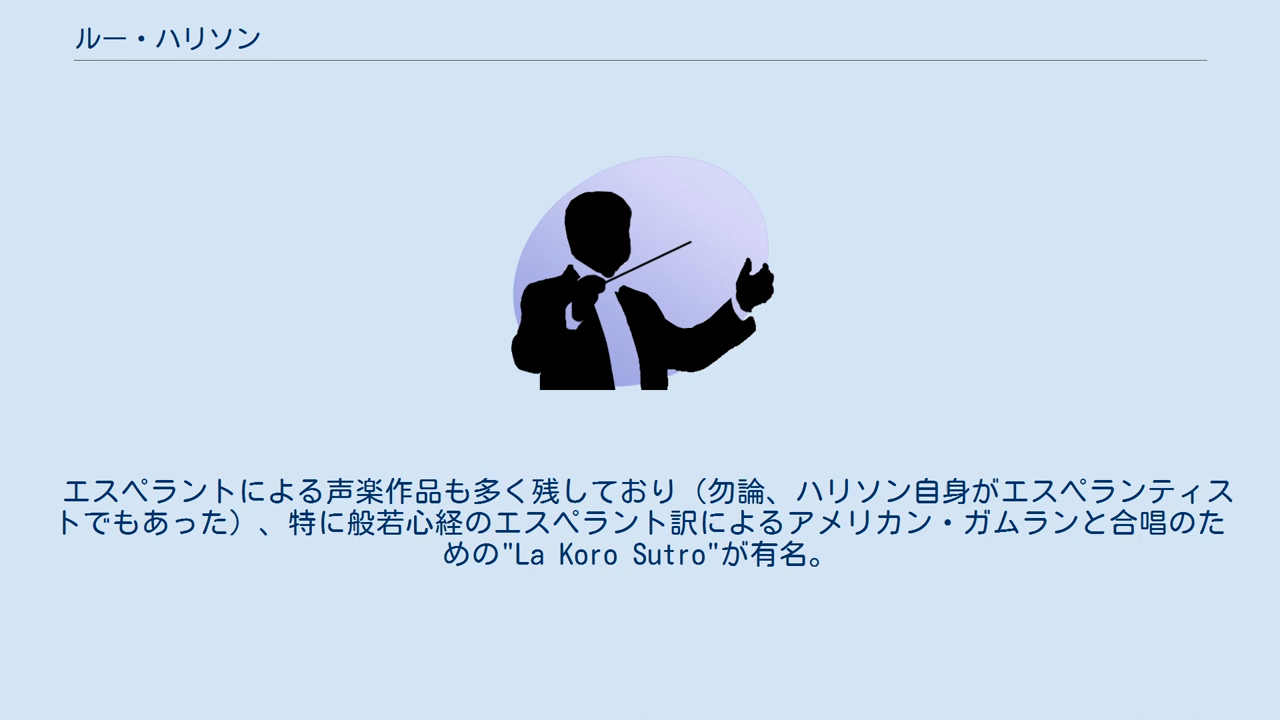 ルー・ハリソン
エスペラントによる声楽作品も多く残しており（勿論、ハリソン自身がエスペランティス
トでもあった）、特に般若心経のエスペラント訳によるアメリカン・ガムランと合唱のた
めの"La Koro Sutro"が有名。